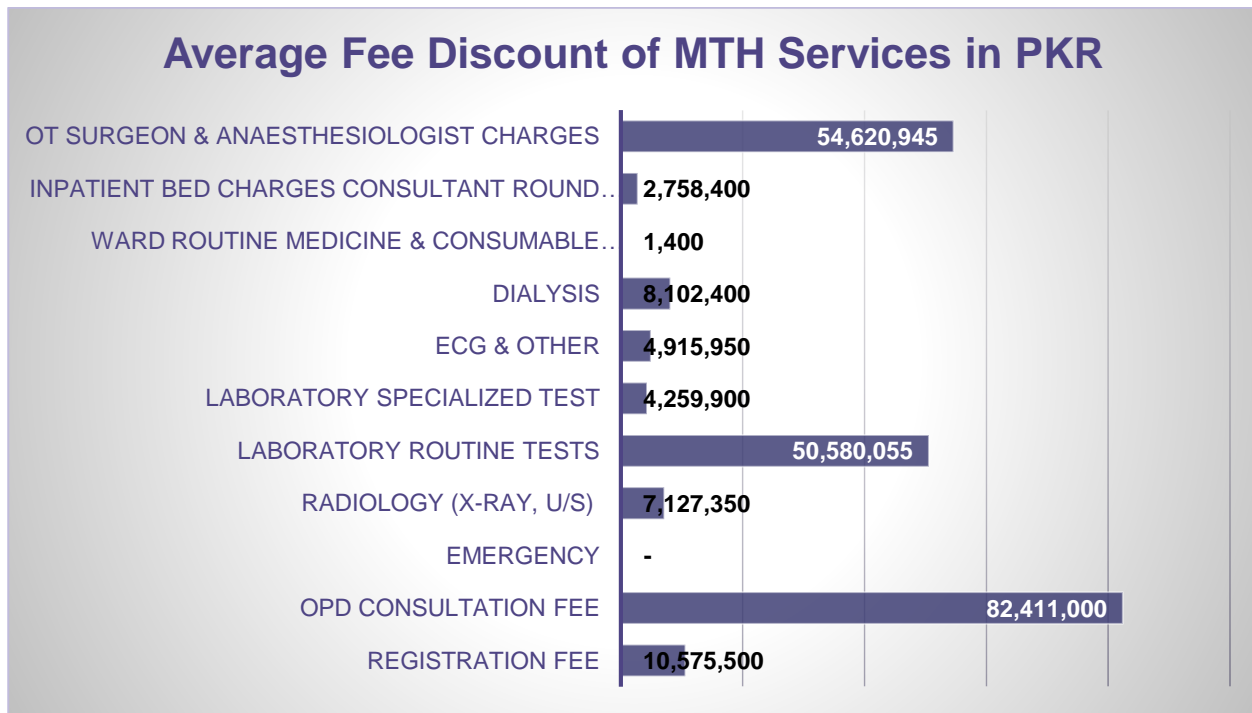 Average Fee Discount of MTH Services in PKR
OT SURGEON & ANAESTHESIOLOGIST CHARGES 54,620,945
INPATIENT BED CHARGES CONSULTANT ROUND.. 2,758,400
WARD ROUTINE MEDICINE & CONSUMABLE.. 1,400
DIALYSIS 8,102,400
ECG & OTHER 4,915,950
LABORATORY SPECIALIZED TEST 4,259,900
LABORATORY ROUTINE TESTS 50,580,055
RADIOLOGY (X-RAY, U/S) 7,127,350
EMERGENCY -
OPD CONSULTATION FEE 82,411,000
REGISTRATION FEE 10,575,500